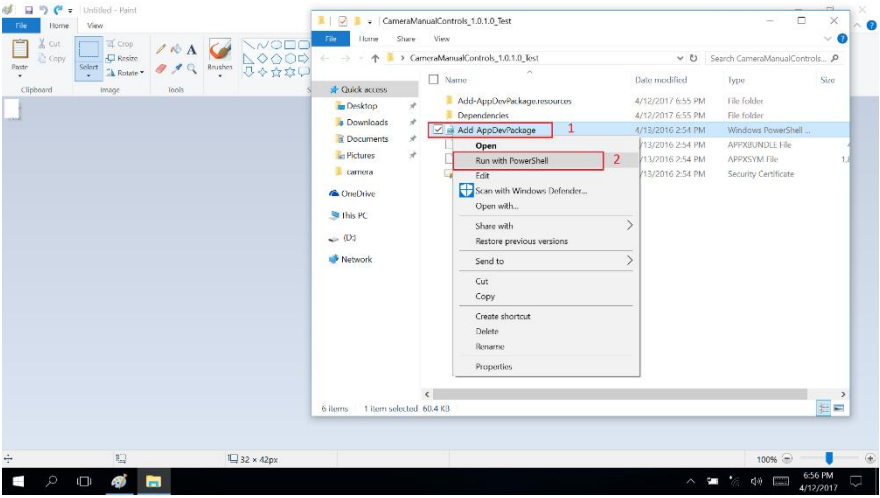 Untitled - Paint
File Home View
Paste
Cut
Copy
Clipboard
Select
Crop
Resize
Rotate
Image
Tools
Brushes
CameraManualControls_1.0.1.0_Test
File Home Share View
CameraManualControls_1.0.1.0_Test
Search CameraManualControls...
Name Date modified Type Size
Quick access
Desktop
Downloads
Documents
Pictures
camera
OneDrive
This PC
(D:)
Network
Add-AppDevPackage.resources 4/12/2017 6:55 PM File folder
Dependencies 4/12/2017 6:55 PM File folder
Add-AppDevPackage 1 4/13/2016 2:54 PM Windows PowerShell ...
/13/2016 2:54 PM APPXBUNDLE File
/13/2016 2:54 PM APPXSYM File
/13/2016 2:54 PM Security Certificate
Open
Run with PowerShell 2
Edit
Scan with Windows Defender...
Open with...
Share with
Restore previous versions
Send to
Cut
Copy
Create shortcut
Delete
Rename
Properties
6 items 1 item selected 60.4 KB
32 × 42px
100%
6:56 PM
4/12/2017